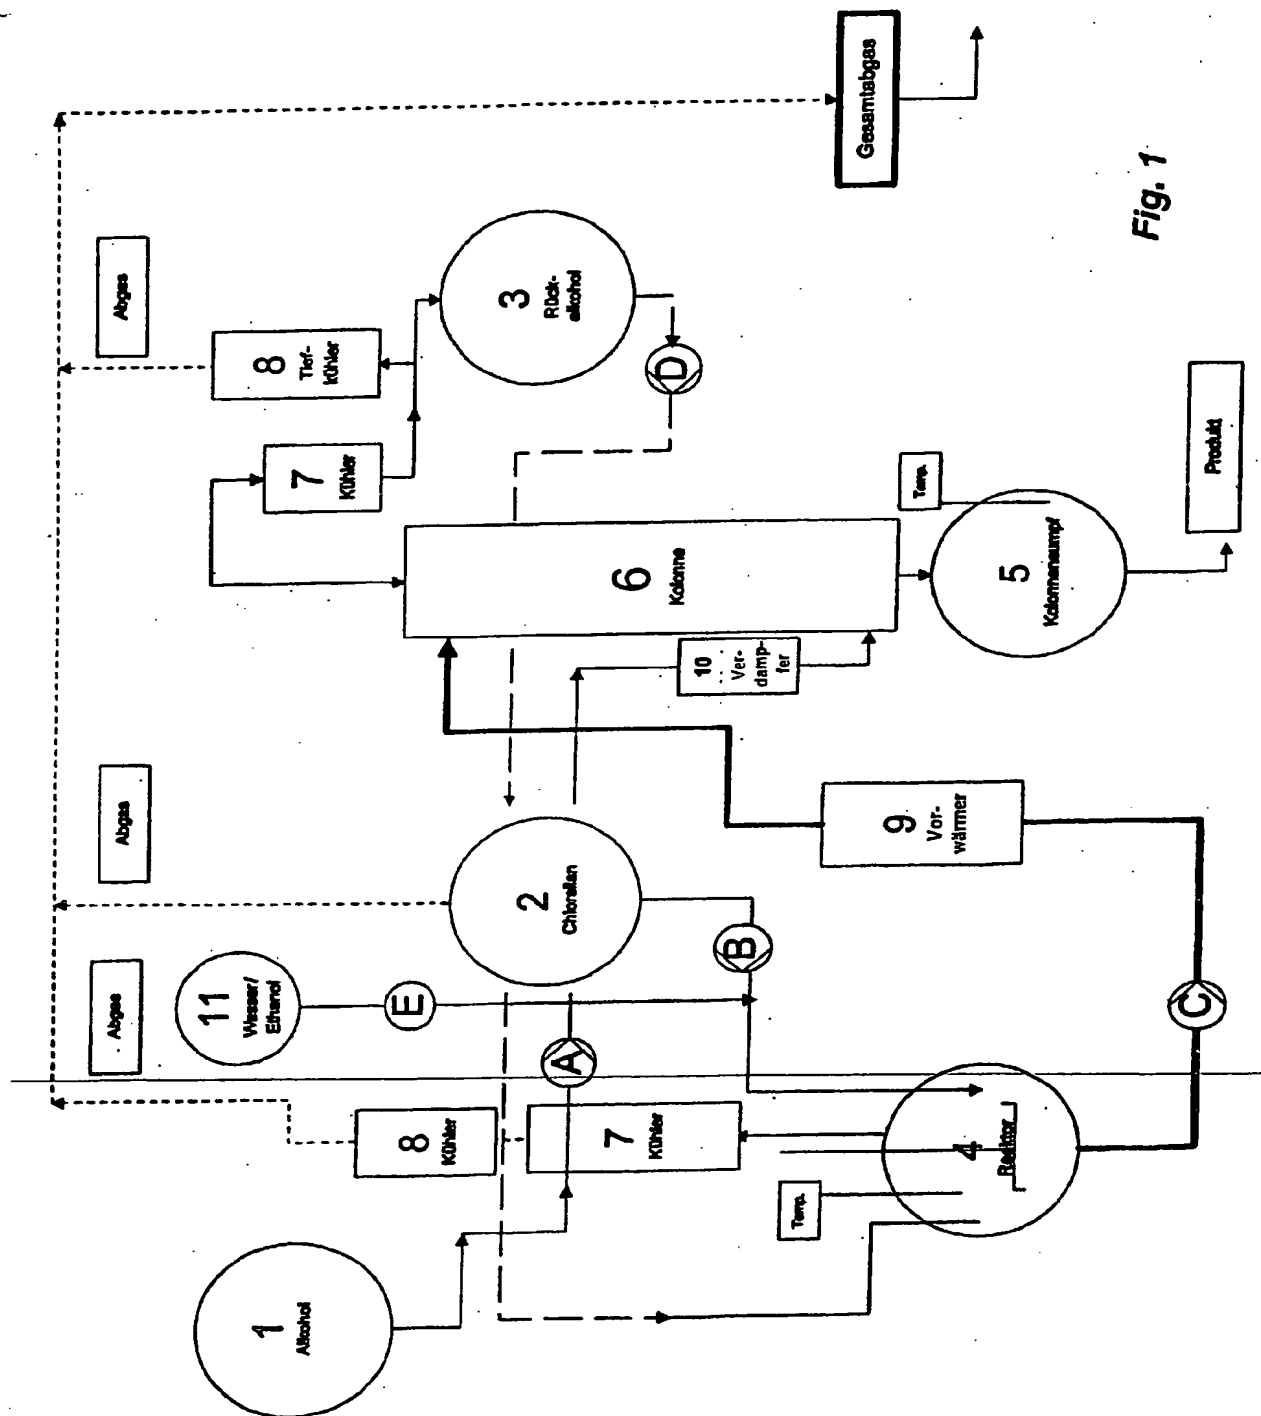 Abgas
Abgas
Abgas
1
Alkohol
11
Wasser/
Ethanol
8
Tief-
kühler
7
Kühler
8
Kühler
E
3
Rück-
alkohol
2
Chlorsilan
A
7
Kühler
6
Kolonne
D
10
Ver-
dampf-
fer
B
Temp.
Gesamtabgas
9
Vor-
wärmer
Temp.
4
Reaktor
5
Kolonnensumpf
C
Produkt
Fig. 1